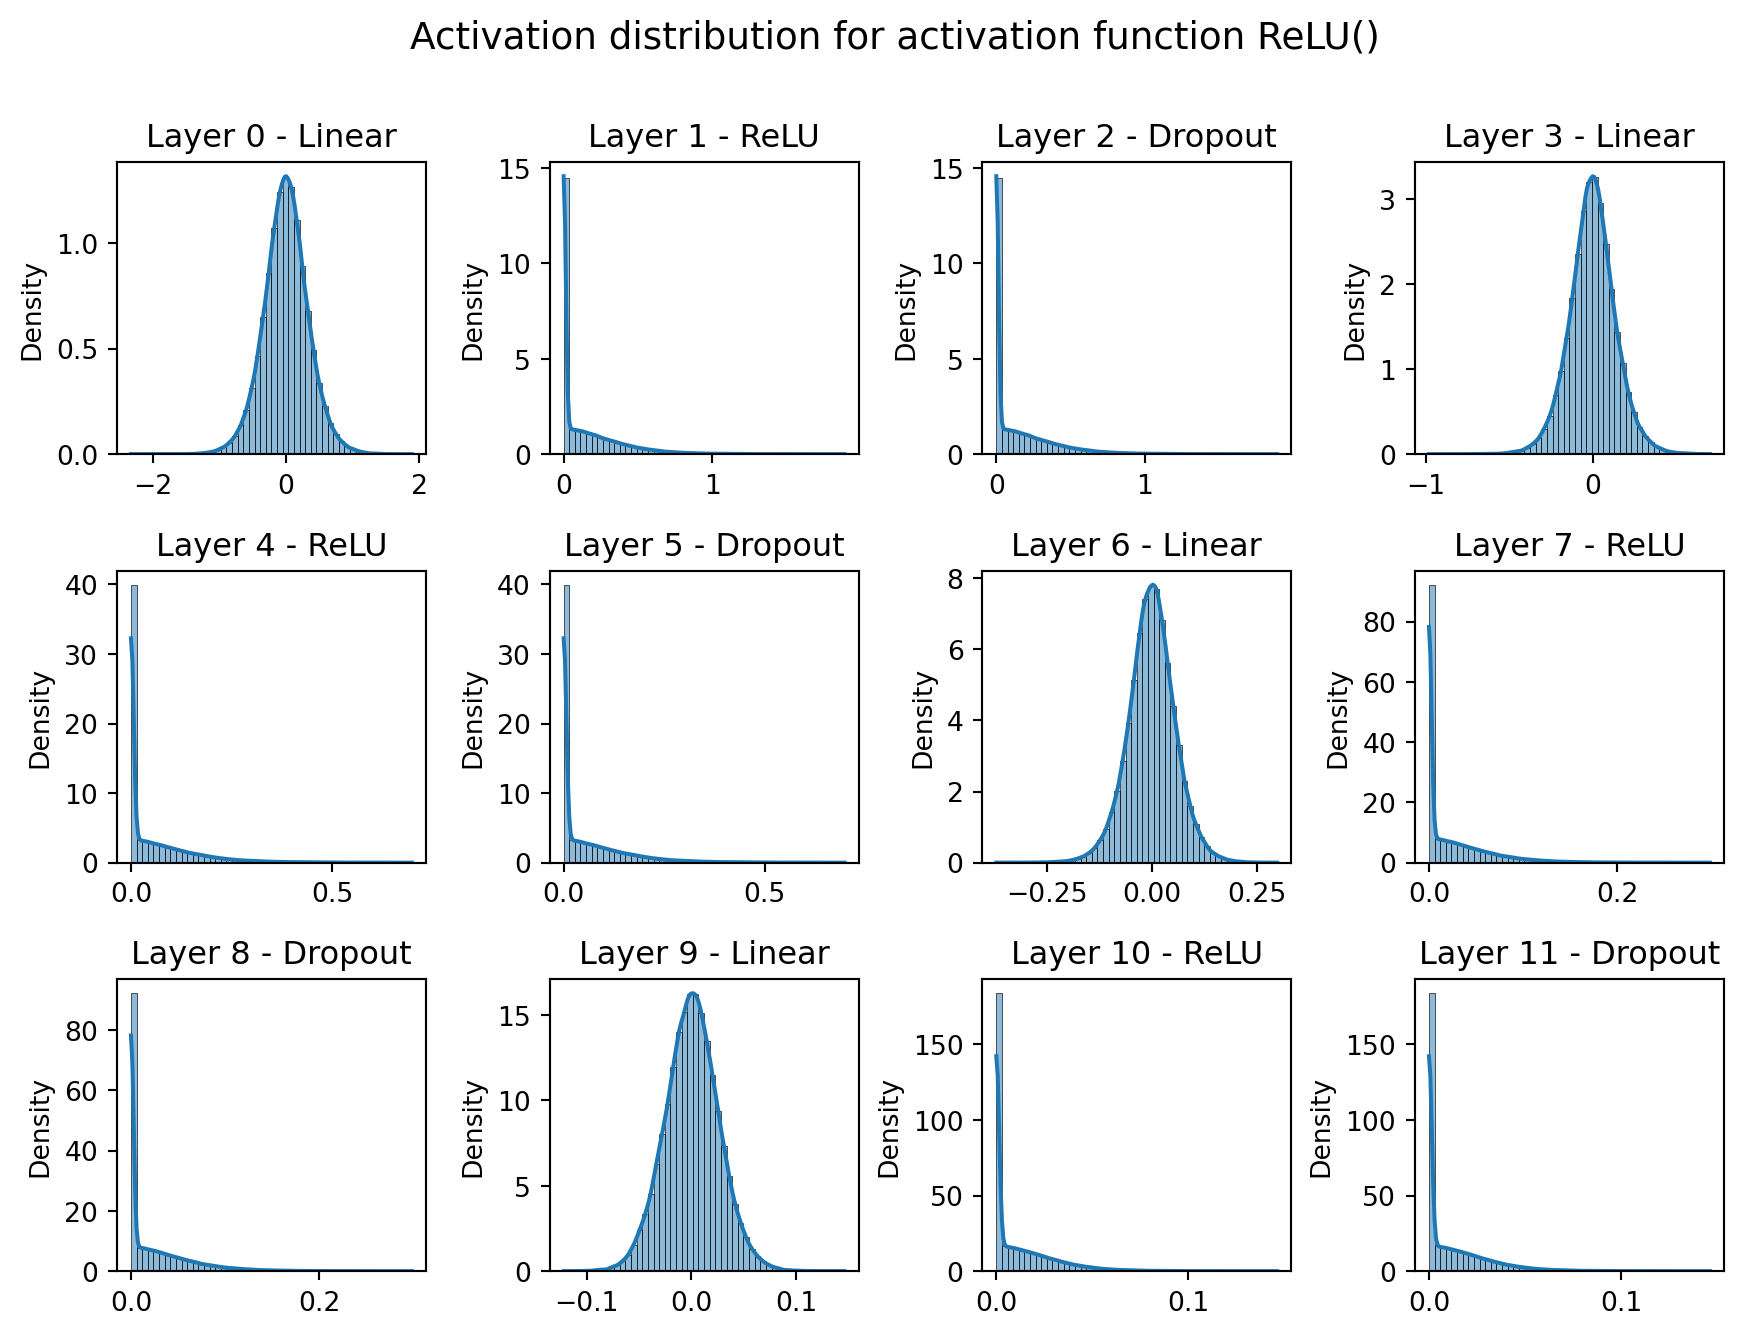 Activation distribution for activation function ReLU()
Layer 0 - Linear
Density
1.0
0.5
0.0
−2 0 2
Layer 1 - ReLU
Density
15
10
5
0
0 1
Layer 2 - Dropout
Density
15
10
5
0
0 1
Layer 3 - Linear
Density
3
2
1
0
−1 0
Layer 4 - ReLU
Density
40
30
20
10
0
0.0 0.5
Layer 5 - Dropout
Density
40
30
20
10
0
0.0 0.5
Layer 6 - Linear
Density
8
6
4
2
0
−0.25 0.00 0.25
Layer 7 - ReLU
Density
80
60
40
20
0
0.0 0.2
Layer 8 - Dropout
Density
80
60
40
20
0
0.0 0.2
Layer 9 - Linear
Density
15
10
5
0
−0.1 0.0 0.1
Layer 10 - ReLU
Density
150
100
50
0
0.0 0.1
Layer 11 - Dropout
Density
150
100
50
0
0.0 0.1